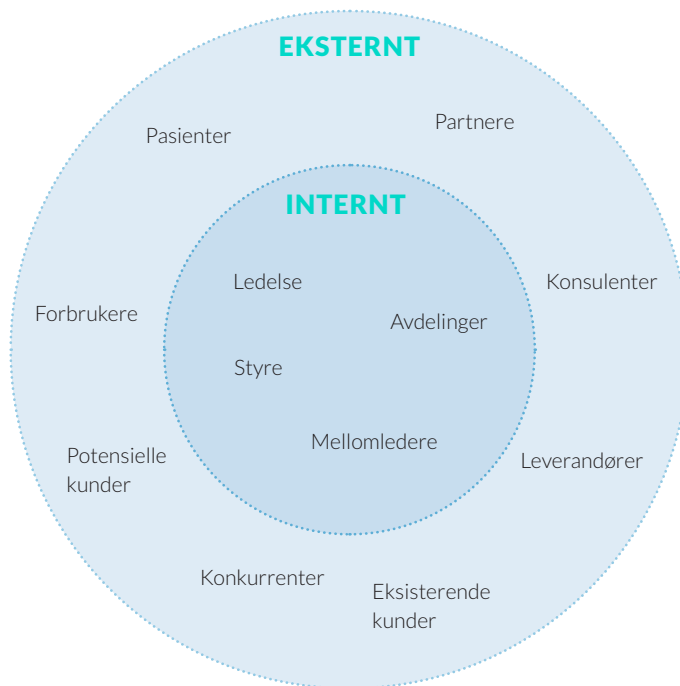 EKSTERNT
Partnere
Pasienter
INTERNT
Ledelse
Konsulenter
Forbrukere
Avdelinger
Styre
Mellomledere
Potensielle
kunder
Leverandører
Konkurrenter
Eksisterende
kunder